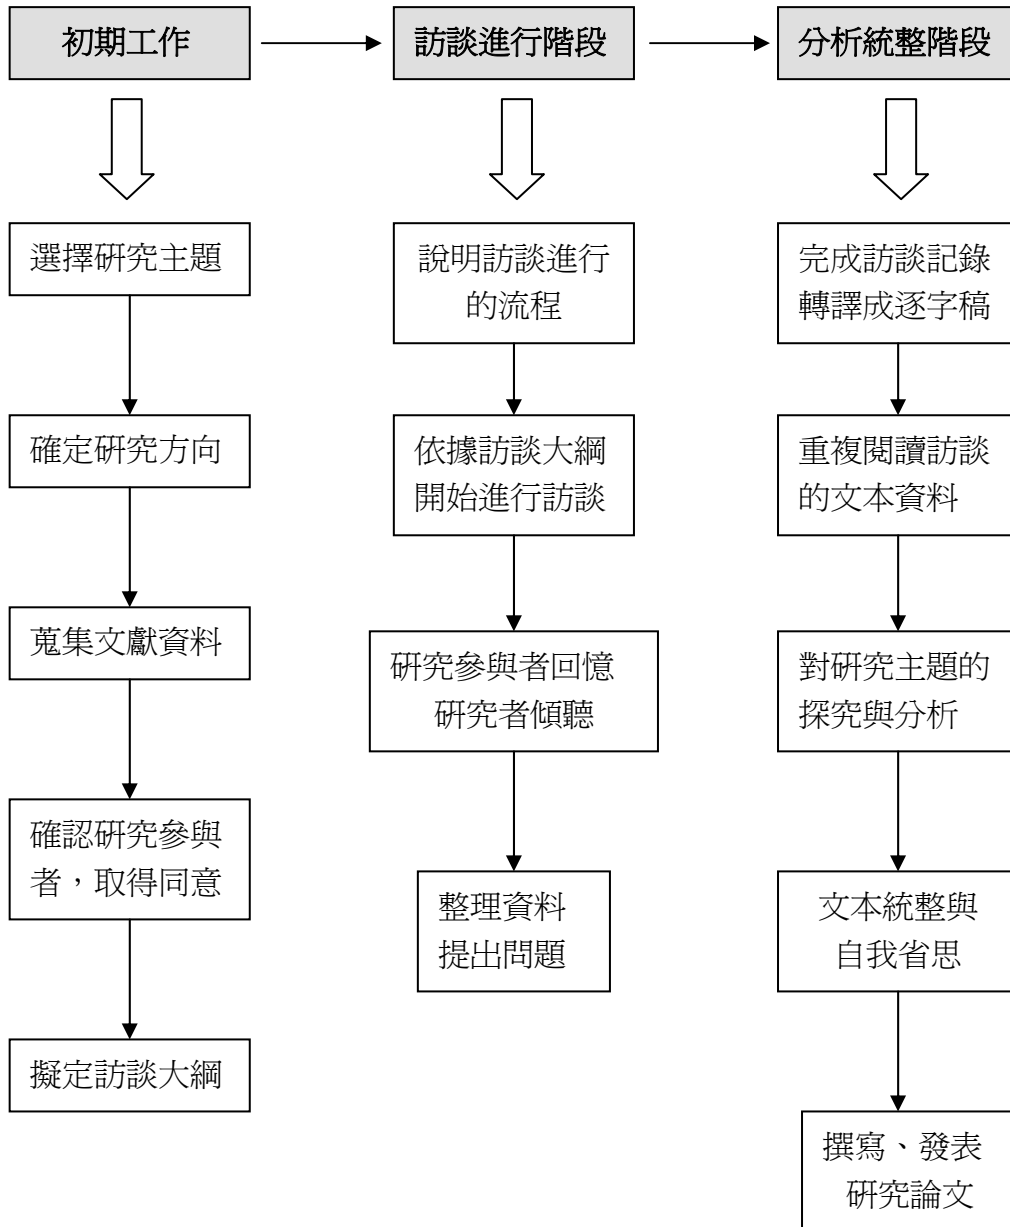 初期工作
訪談進行階段
分析統整階段
選擇研究主題
確定研究方向
蒐集文獻資料
確認研究參與
者，取得同意
擬定訪談大綱
說明訪談進行
的流程
依據訪談大綱
開始進行訪談
研究參與者回憶
研究者傾聽
整理資料
提出問題
完成訪談記錄
轉譯成逐字稿
重複閱讀訪談
的文本資料
對研究主題的
探究與分析
文本統整與
自我省思
撰寫、發表
研究論文